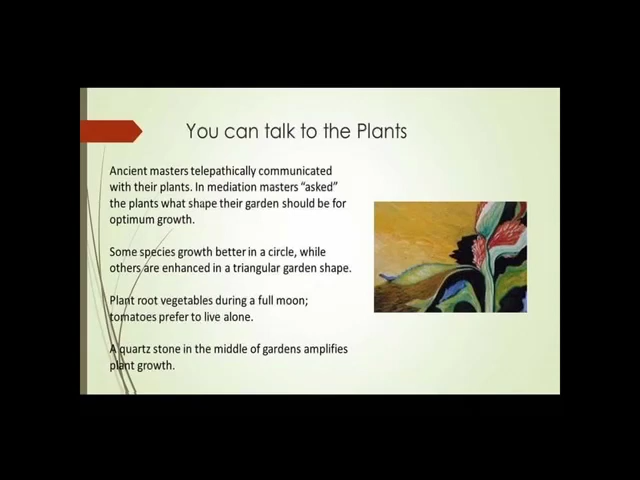 You can talk to the Plants
Ancient masters telepathically communicated
with their plants. In mediation masters “asked”
the plants what shape their garden should be for
optimum growth.
Some species growth better in a circle, while
others are enhanced in a triangular garden shape.
Plant root vegetables during a full moon;
tomatoes prefer to live alone.
A quartz stone in the middle of gardens amplifies
plant growth.